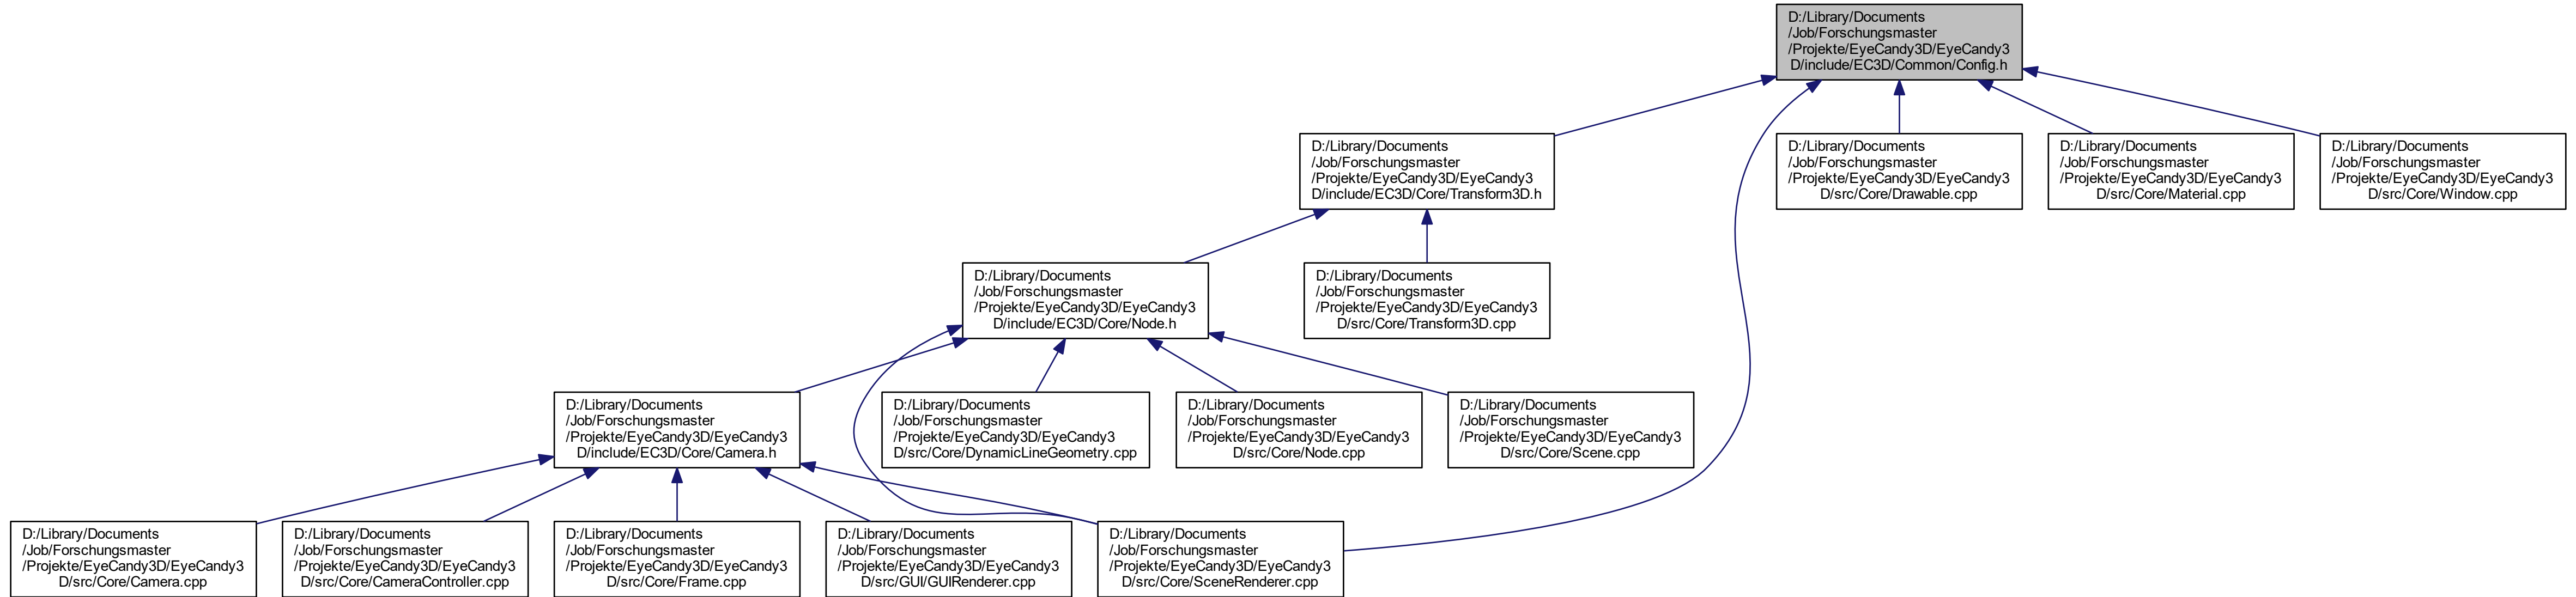 D:/Library/Documents
/Job/Forschungsmaster
/Projekte/EyeCandy3D/EyeCandy3
D/include/EC3D/Common/Config.h
D:/Library/Documents
/Job/Forschungsmaster
/Projekte/EyeCandy3D/EyeCandy3
D/include/EC3D/Core/Transform3D.h
D:/Library/Documents
/Job/Forschungsmaster
/Projekte/EyeCandy3D/EyeCandy3
D/src/Core/Drawable.cpp
D:/Library/Documents
/Job/Forschungsmaster
/Projekte/EyeCandy3D/EyeCandy3
D/src/Core/Material.cpp
D:/Library/Documents
/Job/Forschungsmaster
/Projekte/EyeCandy3D/EyeCandy3
D/src/Core/Window.cpp
D:/Library/Documents
/Job/Forschungsmaster
/Projekte/EyeCandy3D/EyeCandy3
D/include/EC3D/Core/Node.h
D:/Library/Documents
/Job/Forschungsmaster
/Projekte/EyeCandy3D/EyeCandy3
D/src/Core/Transform3D.cpp
D:/Library/Documents
/Job/Forschungsmaster
/Projekte/EyeCandy3D/EyeCandy3
D/include/EC3D/Core/Camera.h
D:/Library/Documents
/Job/Forschungsmaster
/Projekte/EyeCandy3D/EyeCandy3
D/src/Core/DynamicLineGeometry.cpp
D:/Library/Documents
/Job/Forschungsmaster
/Projekte/EyeCandy3D/EyeCandy3
D/src/Core/Node.cpp
D:/Library/Documents
/Job/Forschungsmaster
/Projekte/EyeCandy3D/EyeCandy3
D/src/Core/Scene.cpp
D:/Library/Documents
/Job/Forschungsmaster
/Projekte/EyeCandy3D/EyeCandy3
D/src/Core/Camera.cpp
D:/Library/Documents
/Job/Forschungsmaster
/Projekte/EyeCandy3D/EyeCandy3
D/src/Core/CameraController.cpp
D:/Library/Documents
/Job/Forschungsmaster
/Projekte/EyeCandy3D/EyeCandy3
D/src/Core/Frame.cpp
D:/Library/Documents
/Job/Forschungsmaster
/Projekte/EyeCandy3D/EyeCandy3
D/src/GUI/GUIRenderer.cpp
D:/Library/Documents
/Job/Forschungsmaster
/Projekte/EyeCandy3D/EyeCandy3
D/src/Core/SceneRenderer.cpp